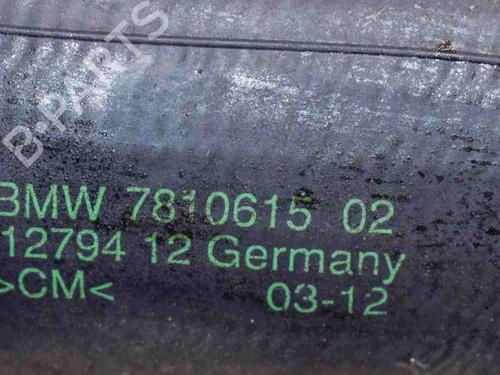 B-PARTS
BMW 7810615 02
12794 12 Germany
>CM< 03-12